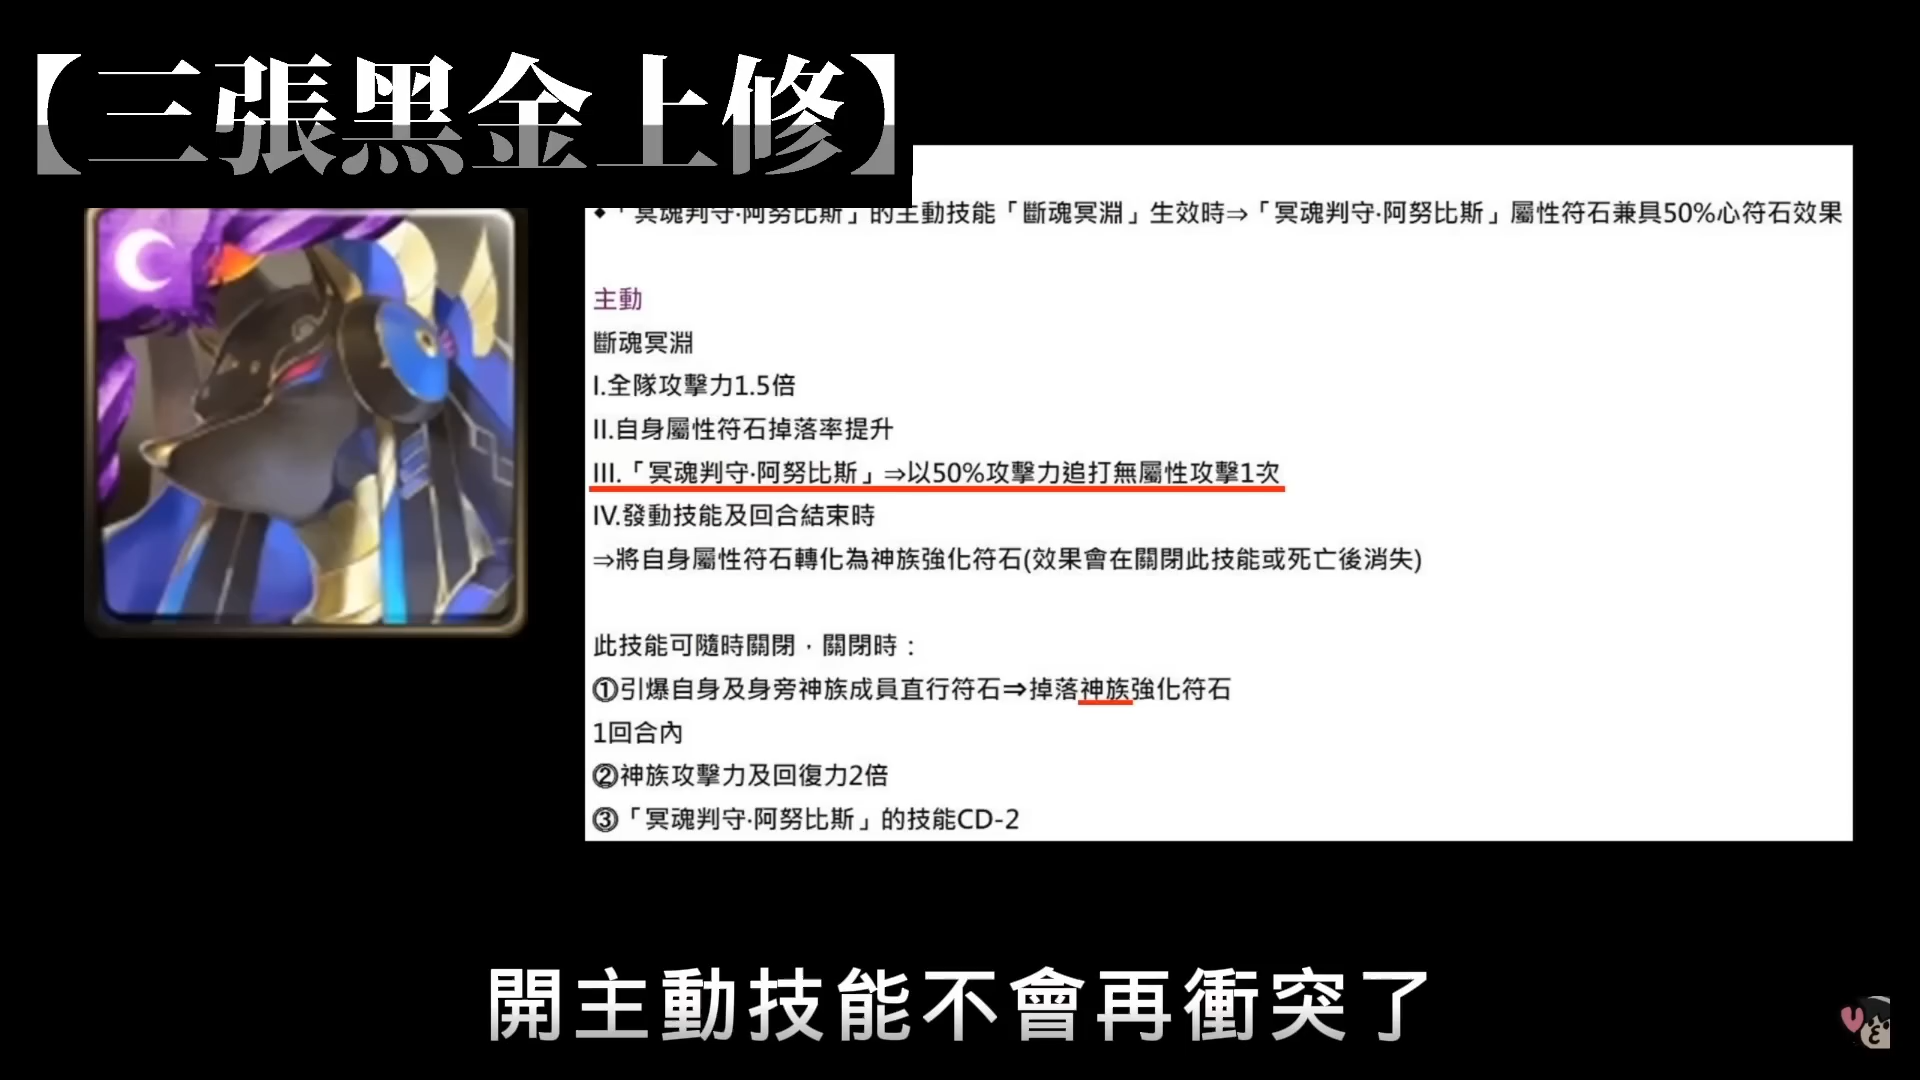 【三張黑金上修】
◆「冥魂判守·阿努比斯」的主動技能「斷魂冥淵」生效時⇒「冥魂判守·阿努比斯」屬性符石兼具50%心符石效果
主動
斷魂冥淵
I.全隊攻擊力1.5倍
II.自身屬性符石掉落率提升
III.「冥魂判守·阿努比斯」⇒以50%攻擊力追打無屬性攻擊1次
IV.發動技能及回合結束時
⇒將自身屬性符石轉化為神族強化符石(效果會在關閉此技能或死亡後消失)
此技能可隨時關閉，關閉時：
①引爆自身及身旁神族成員直行符石⇒掉落神族強化符石
1回合內
②神族攻擊力及回復力2倍
③「冥魂判守·阿努比斯」的技能CD-2
開主動技能不會再衝突了